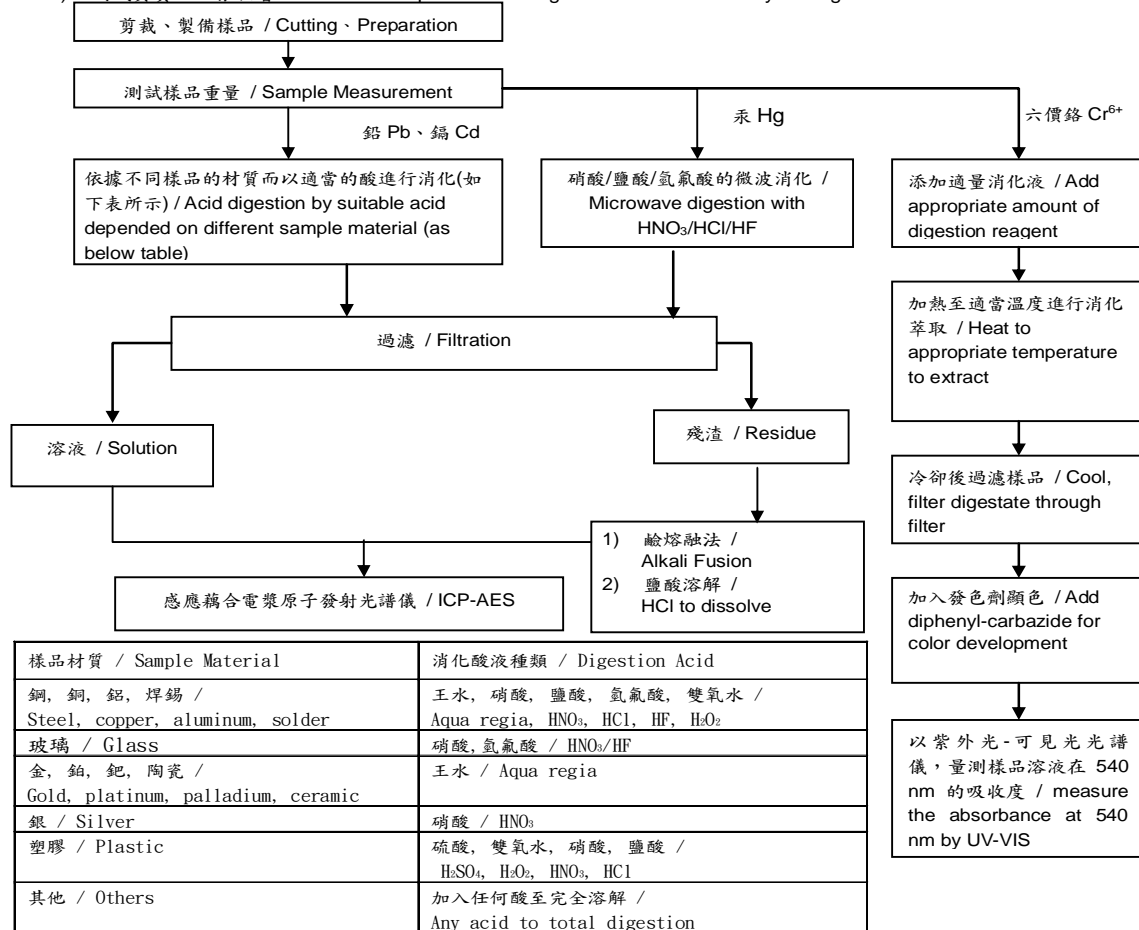 剪裁、製備樣品 / Cutting、Preparation
測試樣品重量 / Sample Measurement
鉛 Pb、鎘 Cd
汞 Hg
六價鉻 Cr⁶⁺
依據不同樣品的材質而以適當的酸進行消化(如
下表所示) / Acid digestion by suitable acid
depended on different sample material (as
below table)
硝酸/鹽酸/氫氟酸的微波消化 /
Microwave digestion with
HNO₃/HCl/HF
添加適量消化液 / Add
appropriate amount of
digestion reagent
過濾 / Filtration
加熱至適當溫度進行消化
萃取 / Heat to
appropriate temperature
to extract
溶液 / Solution
殘渣 / Residue
冷卻後過濾樣品 / Cool,
filter digestate through
filter
1) 鹼熔融法 /
Alkali Fusion
2) 鹽酸溶解 /
HCl to dissolve
感應藕合電漿原子發射光譜儀 / ICP-AES
加入發色劑顯色 / Add
diphenyl-carbazide for
color development
以紫外光-可見光光譜
儀，量測樣品溶液在 540
nm 的吸收度 / measure
the absorbance at 540
nm by UV-VIS
樣品材質 / Sample Material
消化酸液種類 / Digestion Acid
鋼, 銅, 鋁, 焊錫 /
Steel, copper, aluminum, solder
王水, 硝酸, 鹽酸, 氫氟酸, 雙氧水 /
Aqua regia, HNO₃, HCl, HF, H₂O₂
玻璃 / Glass
硝酸,氫氟酸 / HNO₃/HF
金, 鉑, 鈀, 陶瓷 /
Gold, platinum, palladium, ceramic
王水 / Aqua regia
銀 / Silver
硝酸 / HNO₃
塑膠 / Plastic
硫酸, 雙氧水, 硝酸, 鹽酸 /
H₂SO₄, H₂O₂, HNO₃, HCl
其他 / Others
加入任何酸至完全溶解 /
Any acid to total digestion